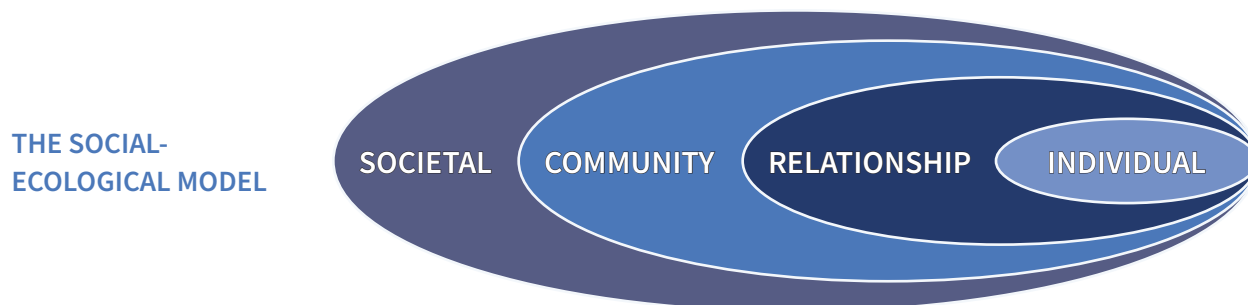 THE SOCIAL-
ECOLOGICAL MODEL
SOCIETAL
COMMUNITY
RELATIONSHIP
INDIVIDUAL